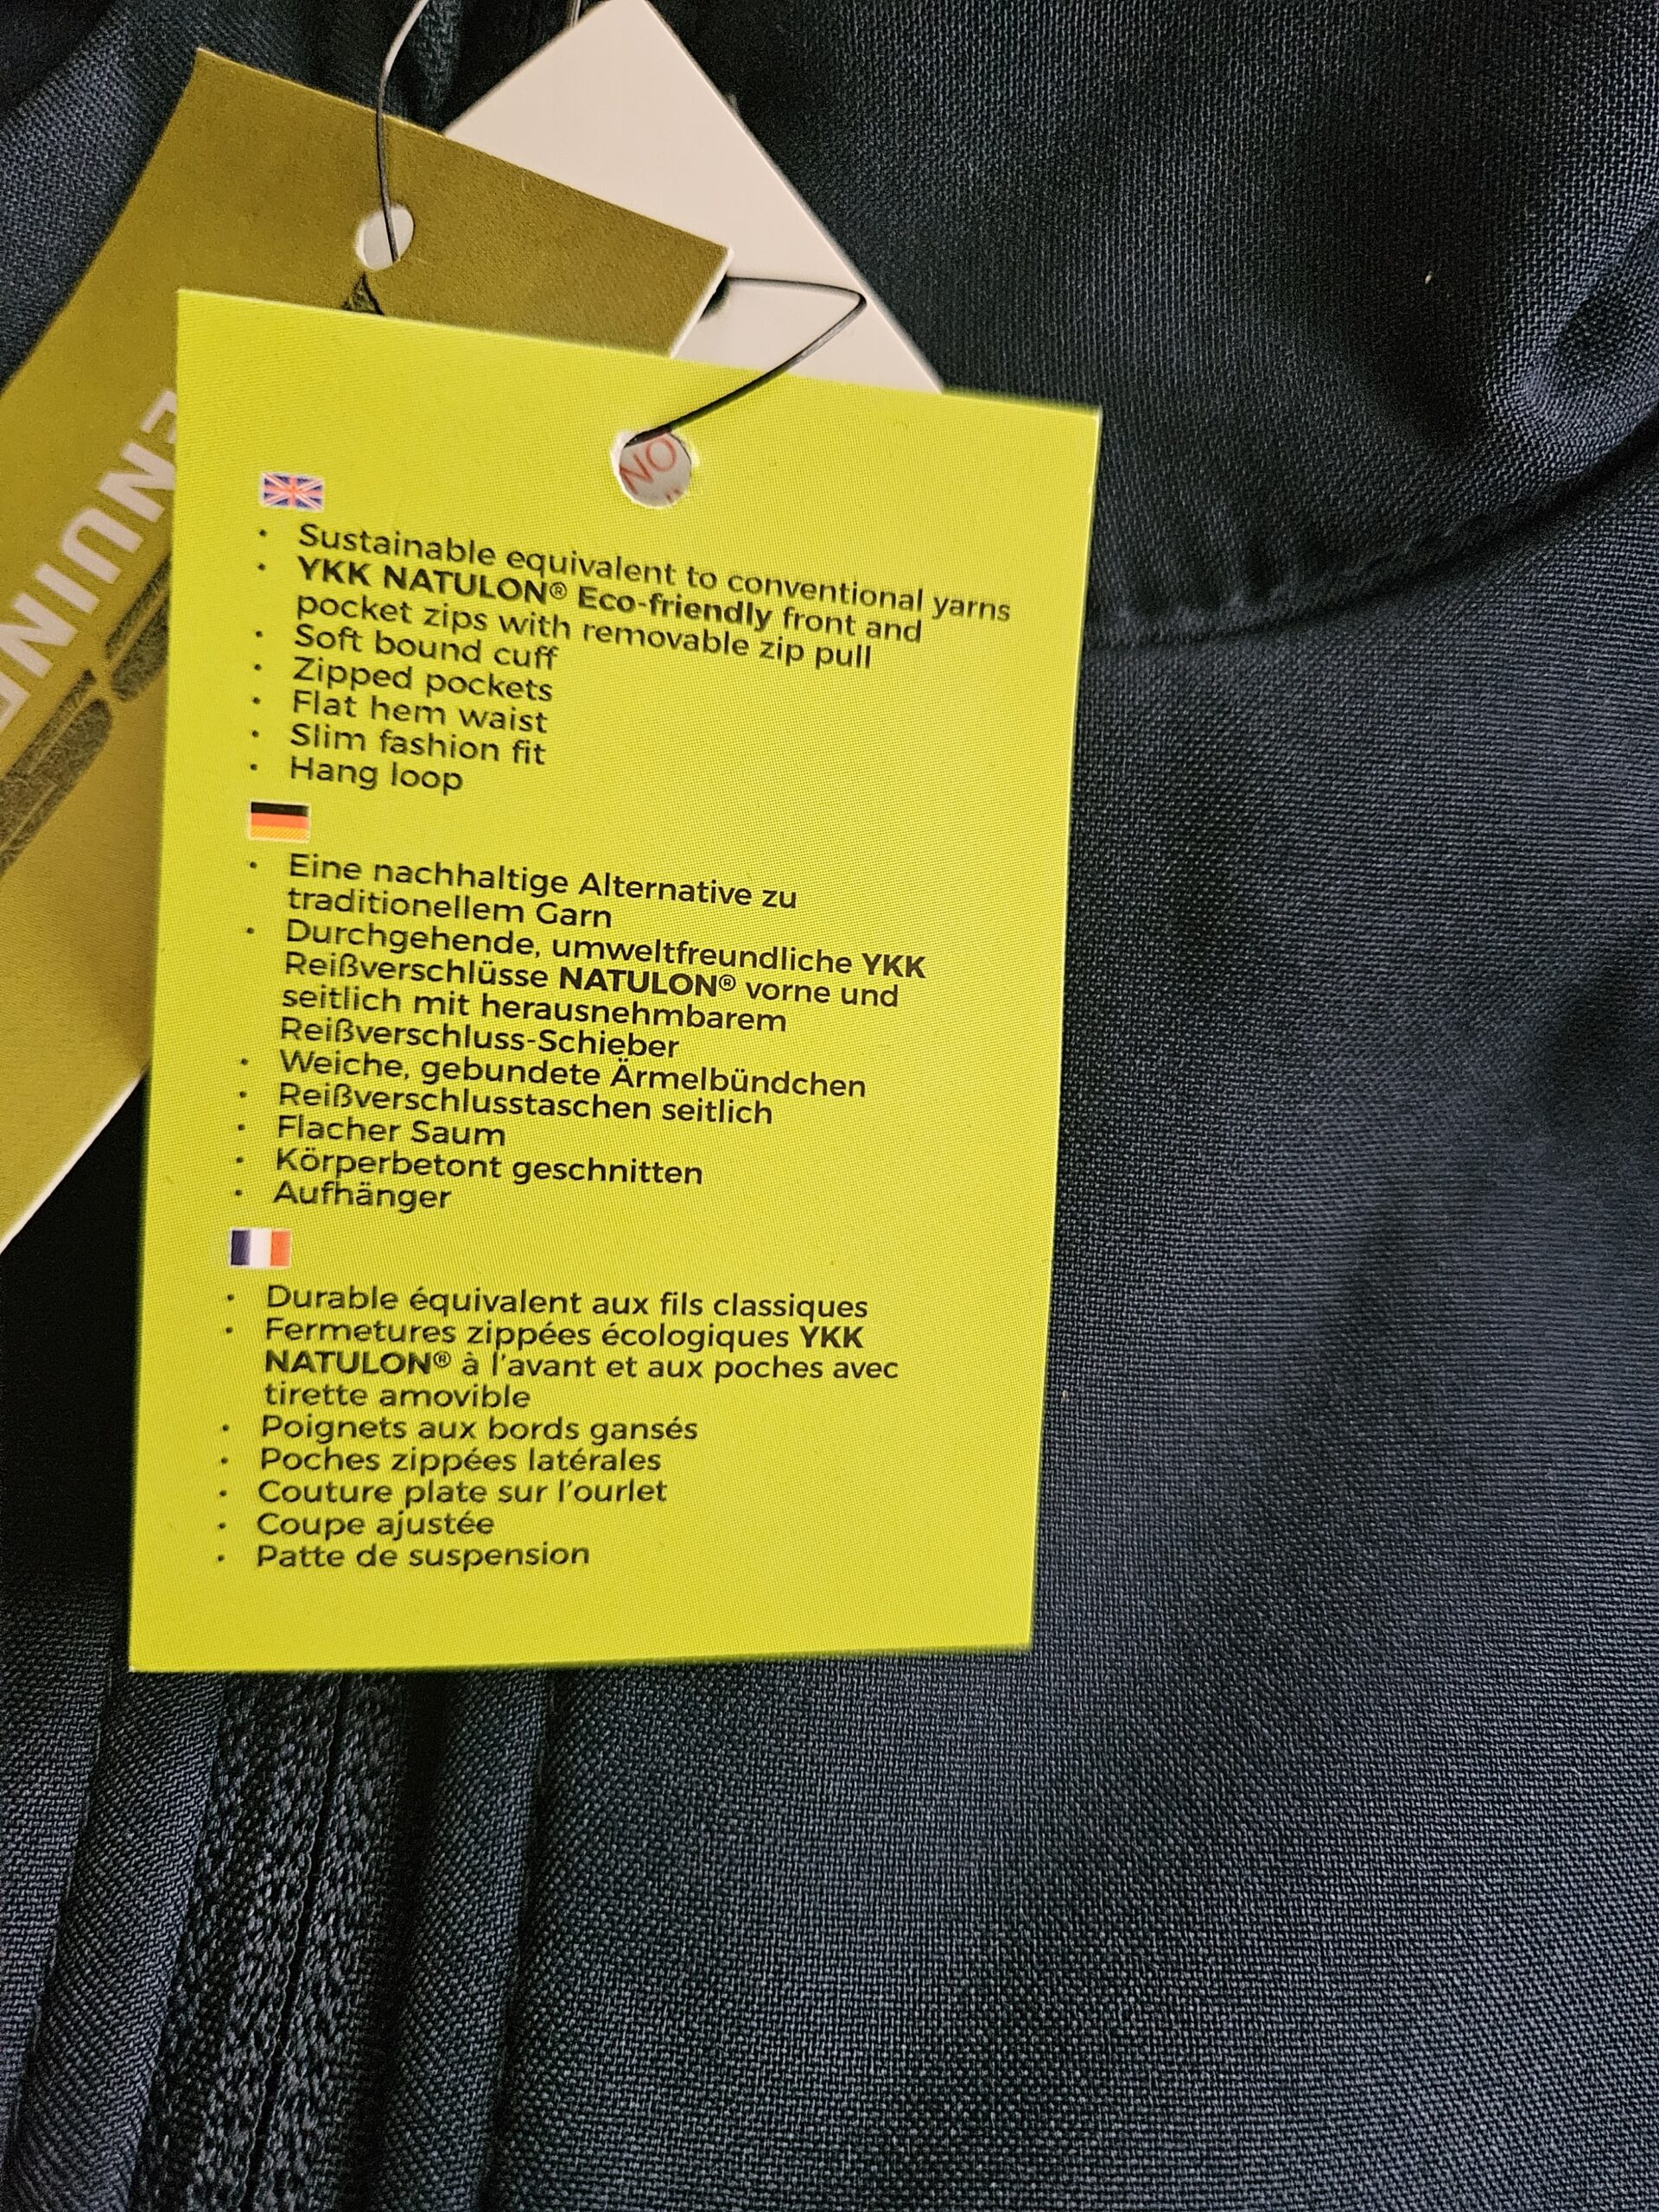 NO
• Sustainable equivalent to conventional yarns
• YKK NATULON® Eco-friendly front and
pocket zips with removable zip pull
• Soft bound cuff
• Zipped pockets
• Flat hem waist
• Slim fashion fit
• Hang loop
• Eine nachhaltige Alternative zu
traditionellem Garn
• Durchgehende, umweltfreundliche YKK
Reißverschlüsse NATULON® vorne und
seitlich mit herausnehmbarem
Reißverschluss-Schieber
• Weiche, gebundete Ärmelbündchen
• Reißverschlusstaschen seitlich
• Flacher Saum
• Körperbetont geschnitten
• Aufhänger
• Durable équivalent aux fils classiques
• Fermetures zippées écologiques YKK
NATULON® à l'avant et aux poches avec
tirette amovible
• Poignets aux bords gansés
• Poches zippées latérales
• Couture plate sur l'ourlet
• Coupe ajustée
• Patte de suspension